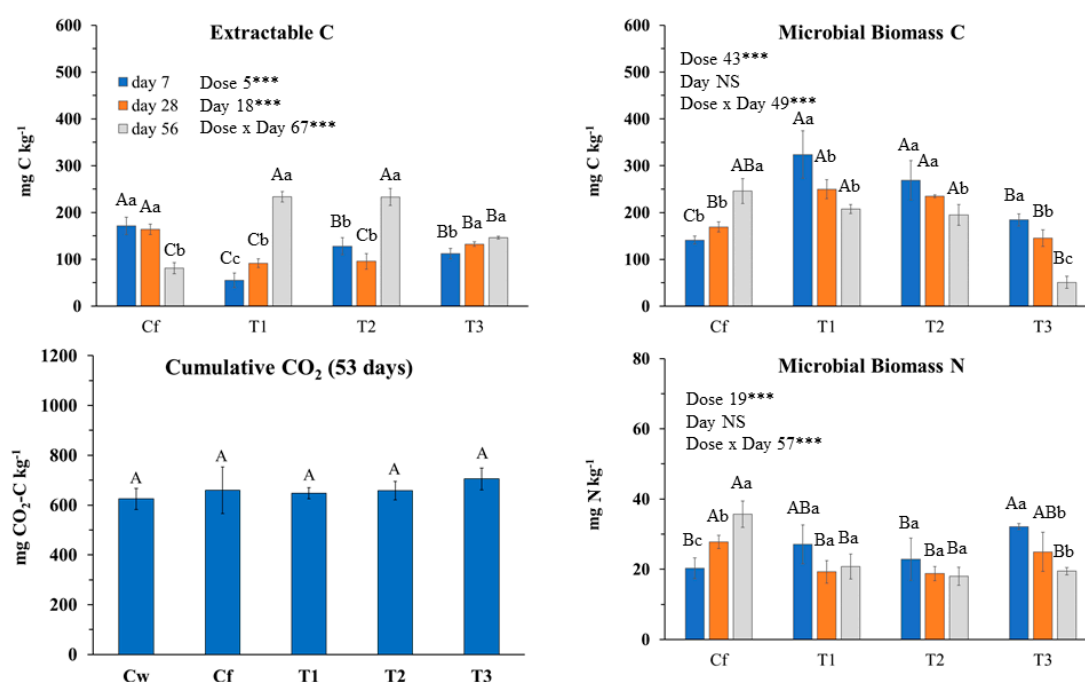 Extractable C
mg C kg⁻¹
600
500
400
300
200
100
0
day 7
day 28
day 56
Dose 5***
Day 18***
Dose x Day 67***
Aa Aa Cb
Cc Cb Aa
Bb Cb Aa
Bb Ba Ba
Cf T1 T2 T3
Microbial Biomass C
mg C kg⁻¹
600
500
400
300
200
100
0
Dose 43***
Day NS
Dose x Day 49***
Cb Bb ABa
Aa Ab Ab
Aa Aa Ab
Ba Bb Bc
Cf T1 T2 T3
Cumulative CO₂ (53 days)
mg CO₂-C kg⁻¹
1200
1000
800
600
400
200
0
A A A A A
Cw Cf T1 T2 T3
Microbial Biomass N
mg N kg⁻¹
80
60
40
20
0
Dose 19***
Day NS
Dose x Day 57***
Bc Ab Aa
ABa Ba Ba
Ba Ba Ba
Aa ABb Bb
Cf T1 T2 T3